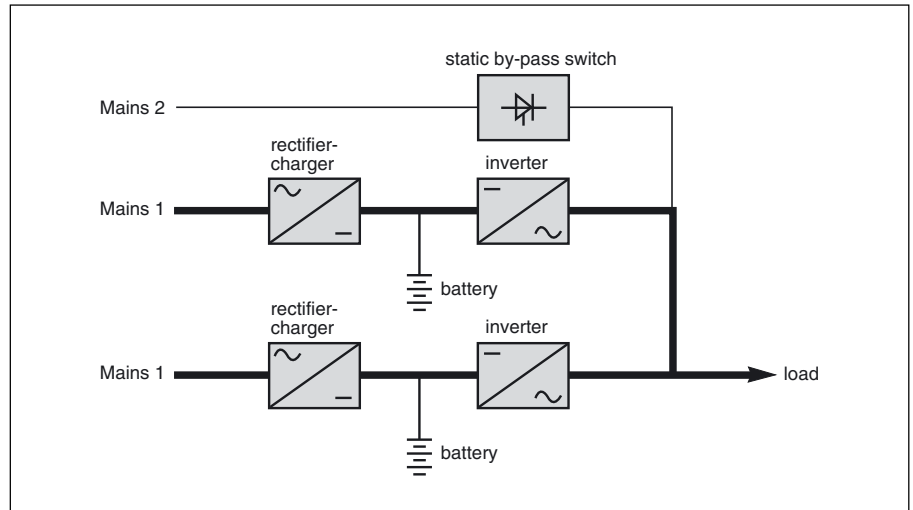 static by-pass switch
Mains 2
rectifier-
charger
inverter
Mains 1
battery
rectifier-
charger
inverter
Mains 1
load
battery